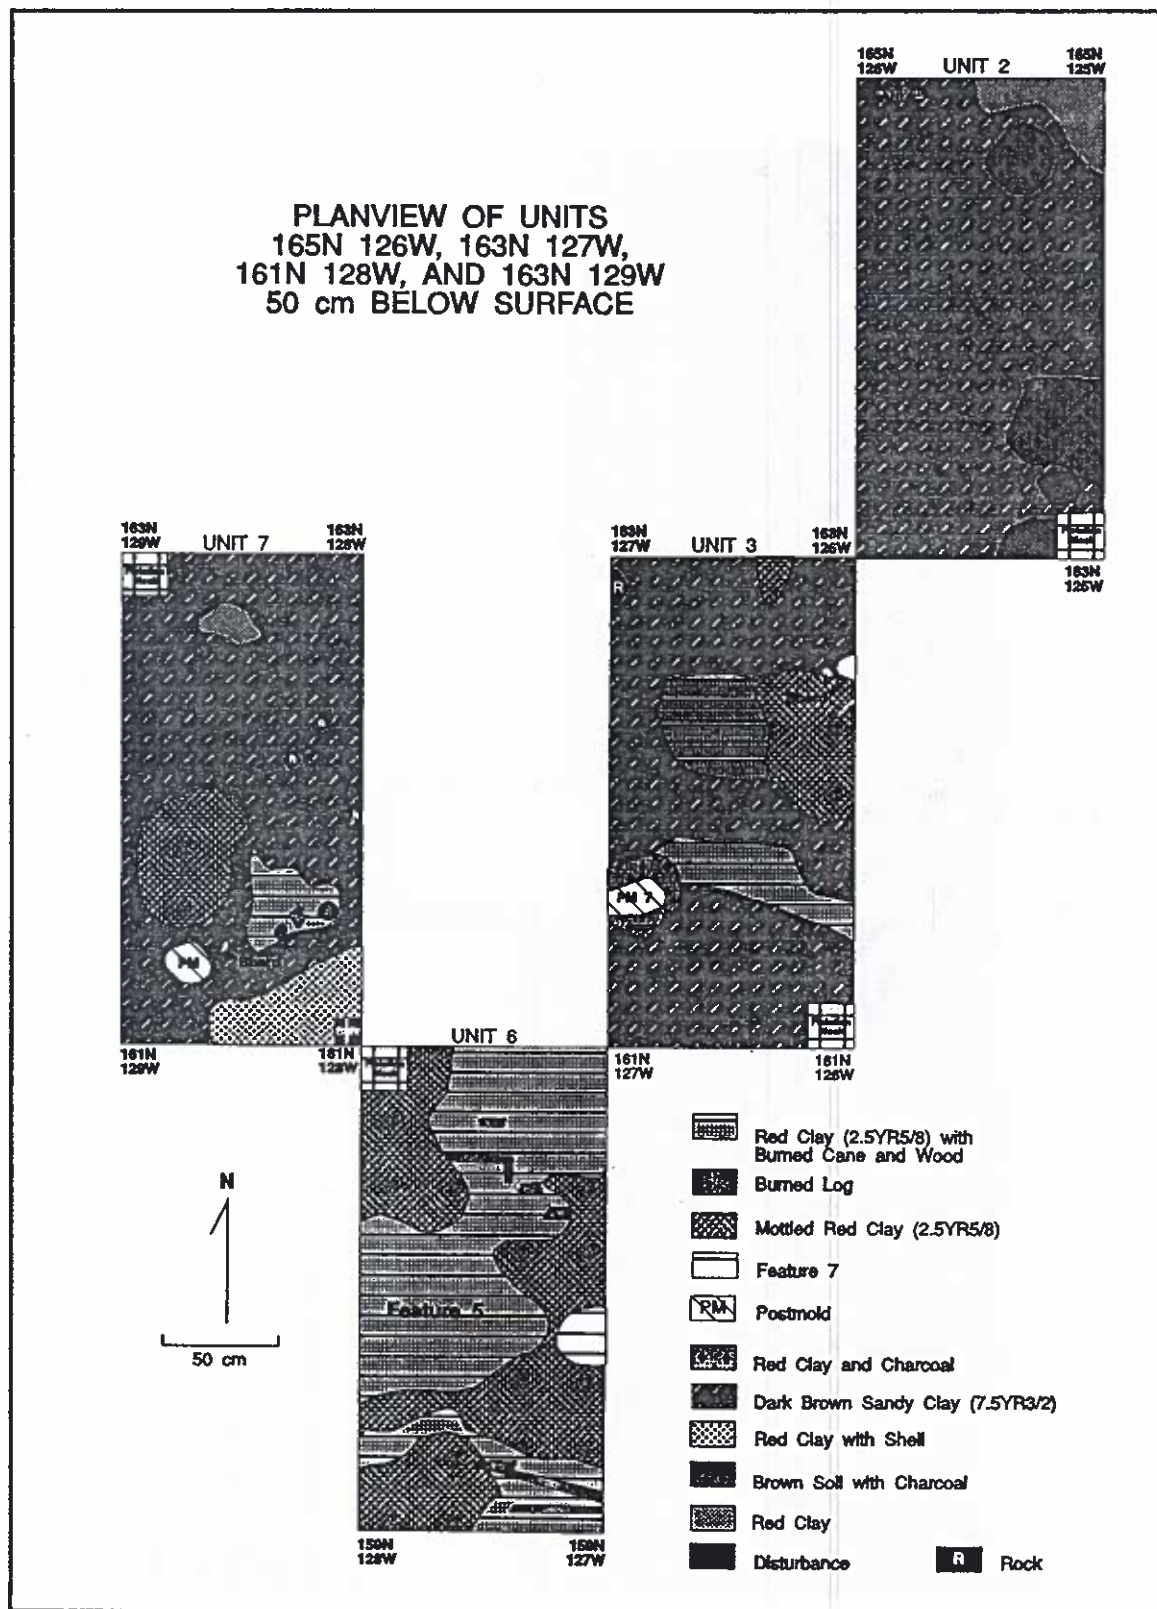 165N
126W
UNIT 2
165N
125W
PLANVIEW OF UNITS
165N 126W, 163N 127W,
161N 128W, AND 163N 129W
50 cm BELOW SURFACE
163N
129W
UNIT 7
163N
128W
163N
127W
UNIT 3
163N
126W
163N
125W
R
PM 7
PM
161N
129W
161N
128W
UNIT 6
161N
127W
161N
126W
Feature 5
159N
128W
159N
127W
N
50 cm
Red Clay (2.5YR5/8) with
Burned Cane and Wood
Burned Log
Mottled Red Clay (2.5YR5/8)
Feature 7
PM
Postmold
Red Clay and Charcoal
Dark Brown Sandy Clay (7.5YR3/2)
Red Clay with Shell
Brown Soil with Charcoal
Red Clay
Disturbance
R
Rock